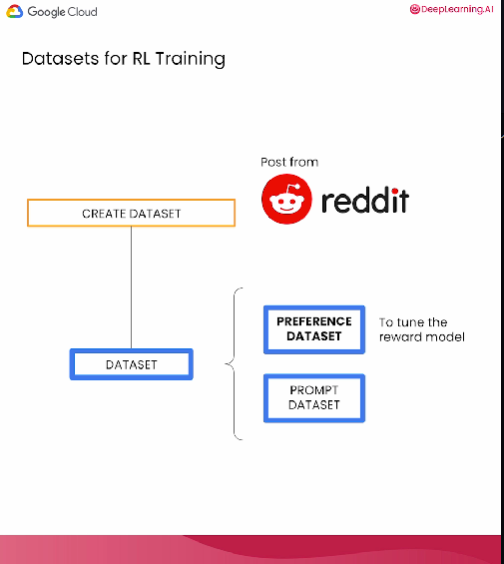 Google Cloud
DeepLearning.AI
Datasets for RL Training
Post from
reddit
CREATE DATASET
PREFERENCE
DATASET
To tune the
reward model
DATASET
PROMPT
DATASET